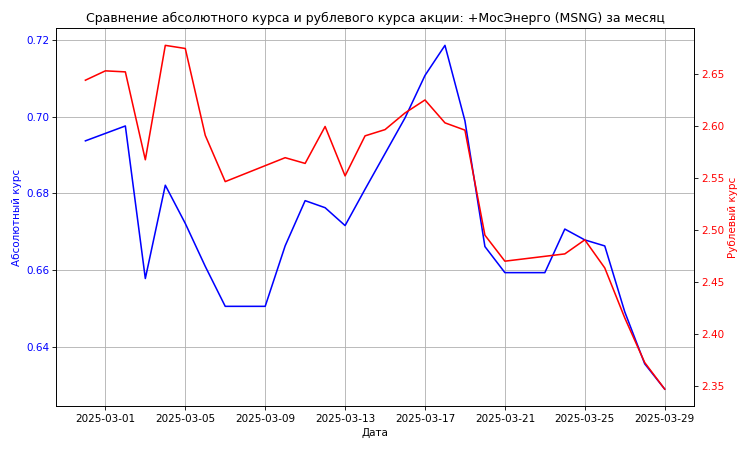 Сравнение абсолютного курса и рублевого курса акции: +МосЭнерго (MSNG) за месяц
0.72
0.70
0.68
0.66
0.64
Абсолютный курс
2.65
2.60
2.55
2.50
2.45
2.40
2.35
Рублевый курс
2025-03-01 2025-03-05 2025-03-09 2025-03-13 2025-03-17 2025-03-21 2025-03-25 2025-03-29
Дата